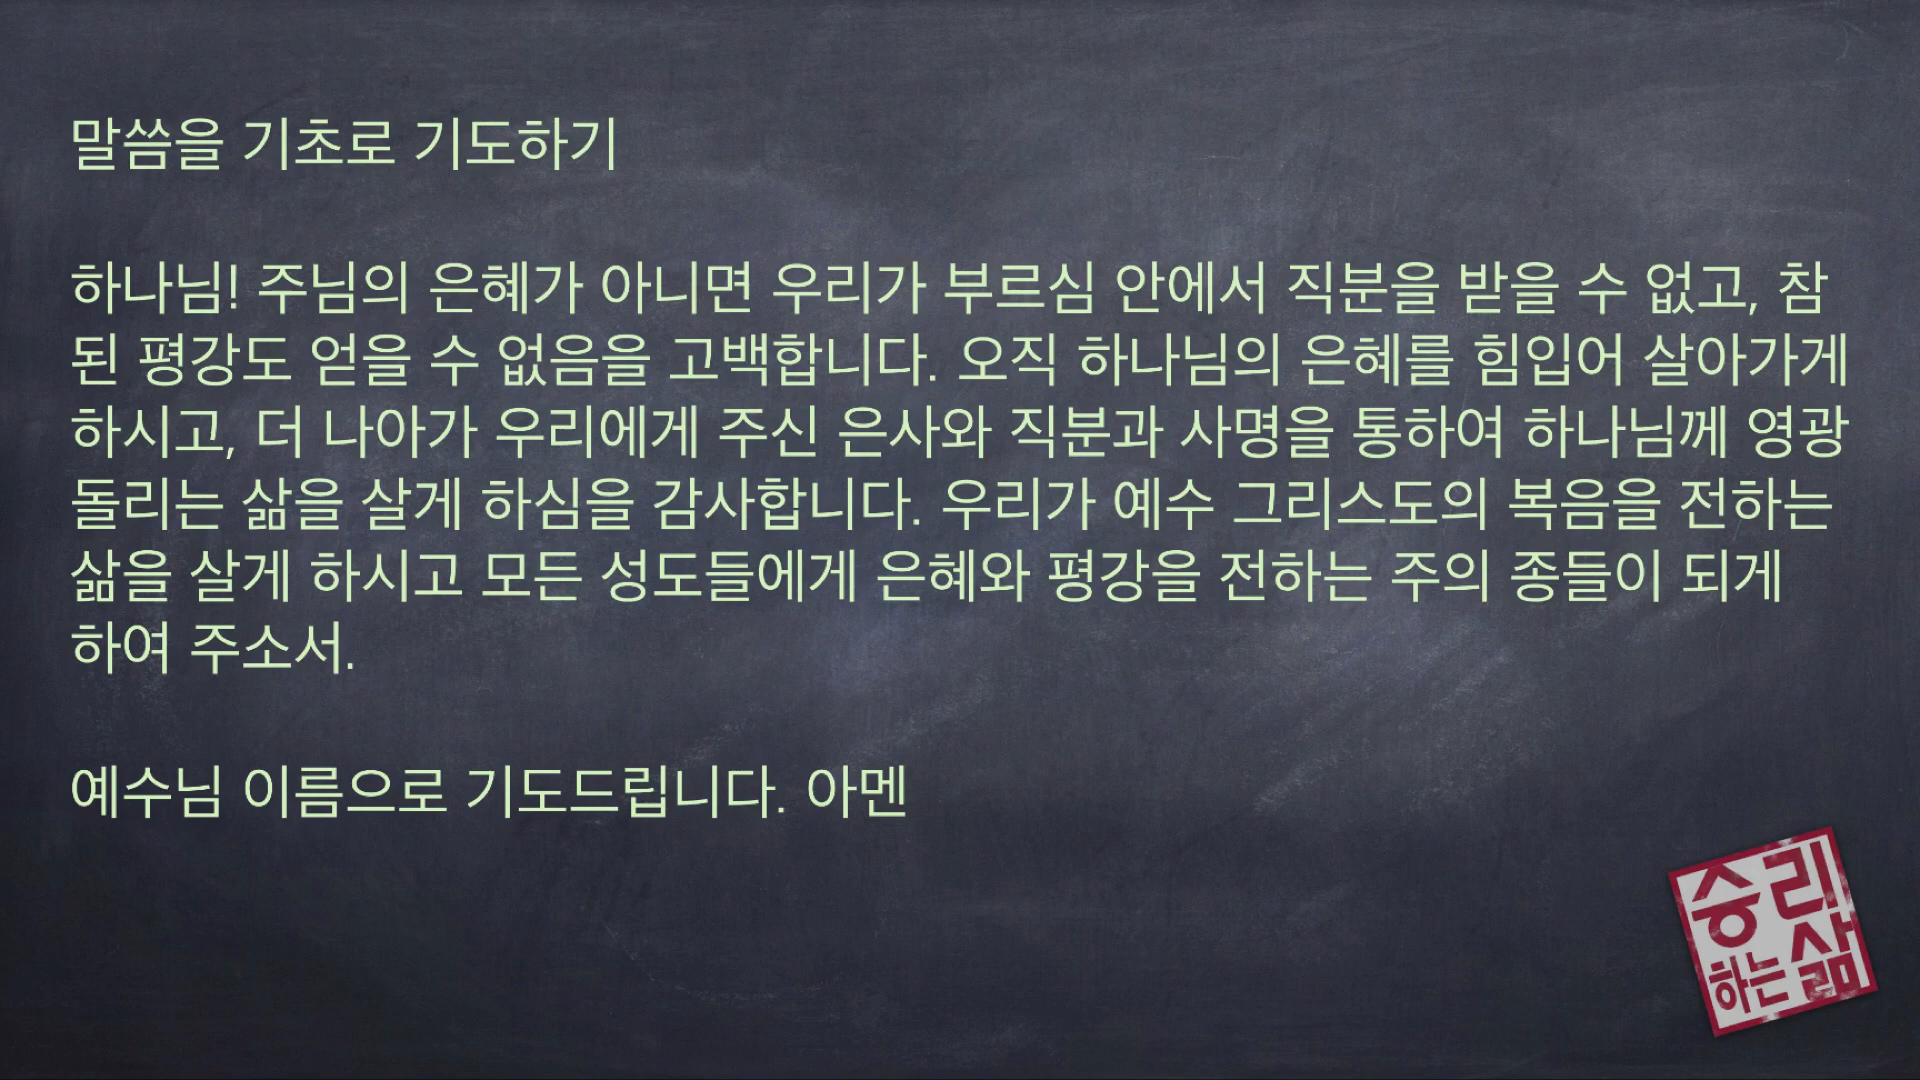 말씀을 기초로 기도하기
하나님! 주님의 은혜가 아니면 우리가 부르심 안에서 직분을 받을 수 없고, 참
된 평강도 얻을 수 없음을 고백합니다. 오직 하나님의 은혜를 힘입어 살아가게
하시고, 더 나아가 우리에게 주신 은사와 직분과 사명을 통하여 하나님께 영광
돌리는 삶을 살게 하심을 감사합니다. 우리가 예수 그리스도의 복음을 전하는
삶을 살게 하시고 모든 성도들에게 은혜와 평강을 전하는 주의 종들이 되게
하여 주소서.
예수님 이름으로 기도드립니다. 아멘
승리
하는 삶